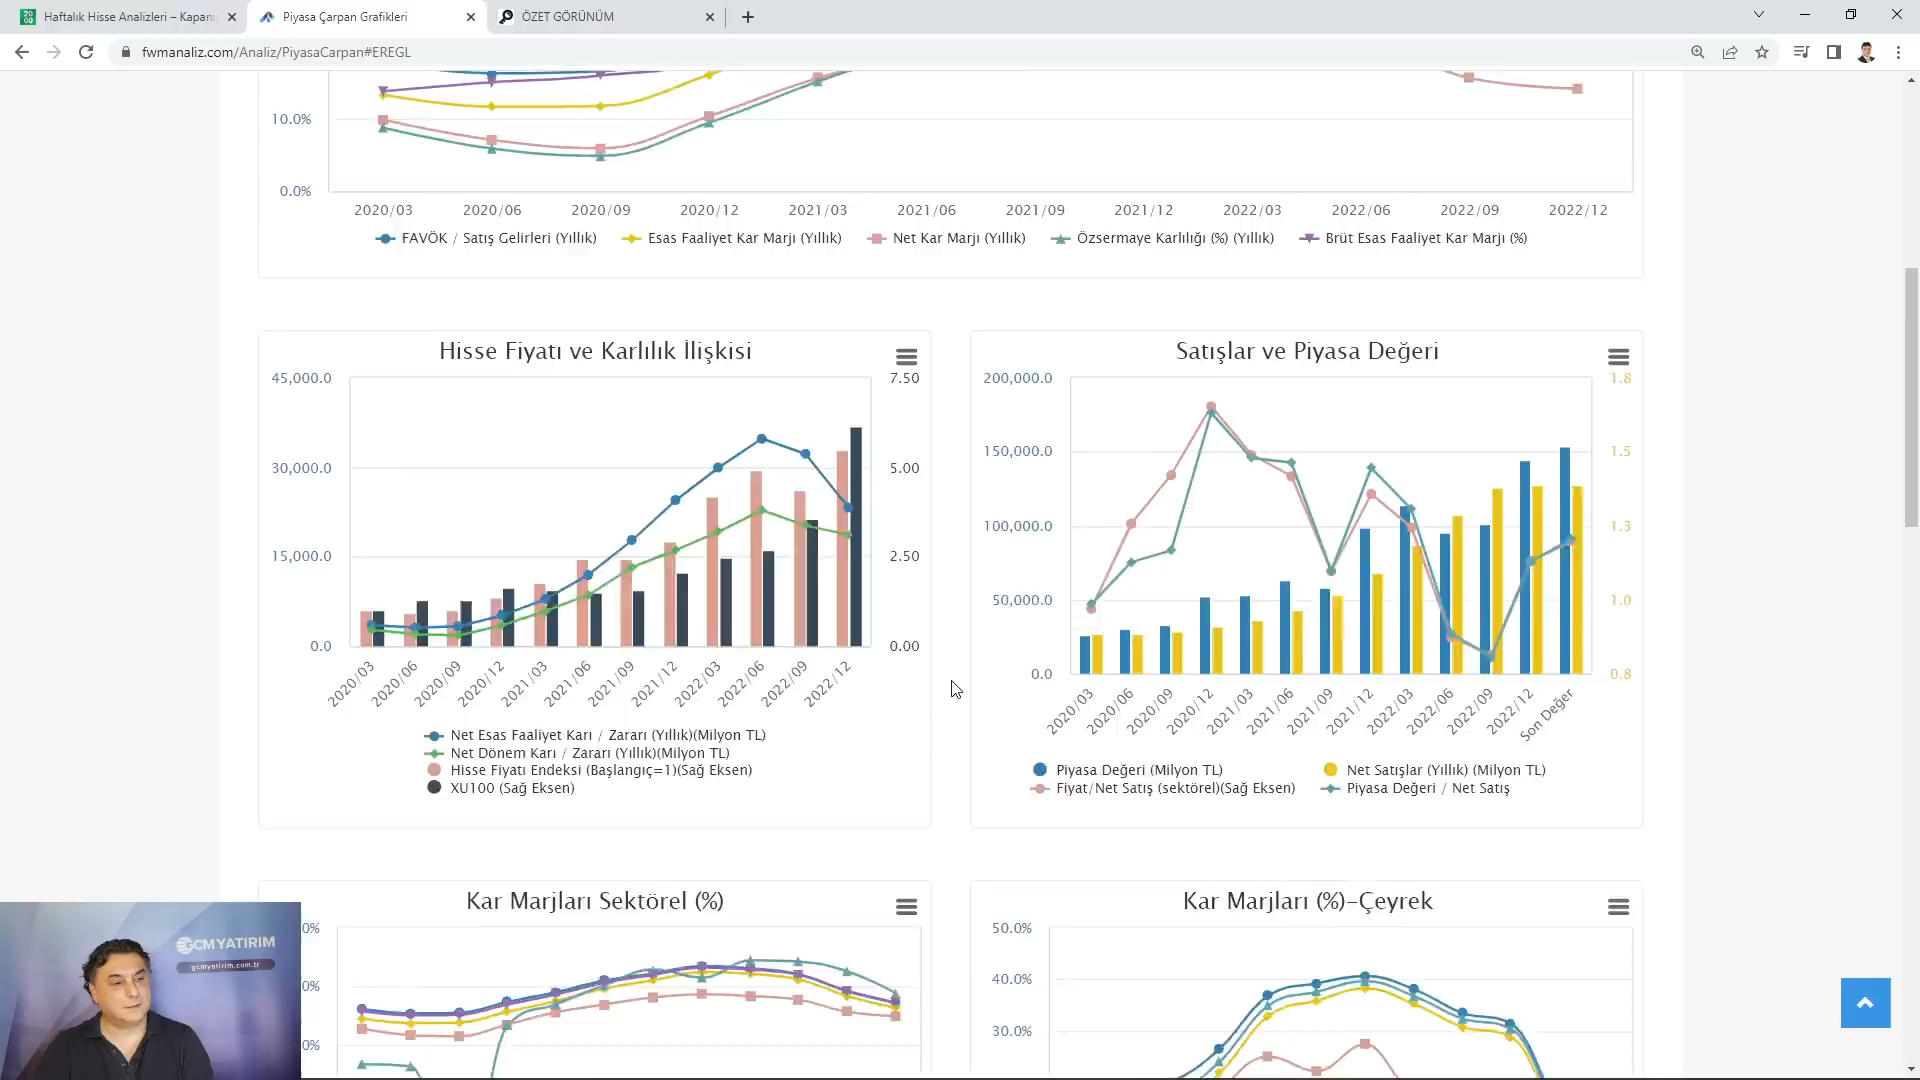 Haftalık Hisse Analizleri – Kapanı
Piyasa Çarpan Grafikleri
ÖZET GÖRÜNÜM
fwmanaliz.com/Analiz/PiyasaCarpan#EREGL
10.0%
0.0%
2020/03 2020/06 2020/09 2020/12 2021/03 2021/06 2021/09 2021/12 2022/03 2022/06 2022/09 2022/12
FAVÖK / Satış Gelirleri (Yıllık) Esas Faaliyet Kar Marjı (Yıllık) Net Kar Marjı (Yıllık) Özsermaye Karlılığı (%) (Yıllık) Brüt Esas Faaliyet Kar Marjı (%)
Hisse Fiyatı ve Karlılık İlişkisi
45,000.0 7.50
30,000.0 5.00
15,000.0 2.50
0.0 0.00
2020/03 2020/06 2020/09 2020/12 2021/03 2021/06 2021/09 2021/12 2022/03 2022/06 2022/09 2022/12
Net Esas Faaliyet Karı / Zararı (Yıllık)(Milyon TL)
Net Dönem Karı / Zararı (Yıllık)(Milyon TL)
Hisse Fiyatı Endeksi (Başlangıç=1)(Sağ Eksen)
XU100 (Sağ Eksen)
Satışlar ve Piyasa Değeri
200,000.0 1.8
150,000.0 1.5
100,000.0 1.3
50,000.0 1.0
0.0 0.8
2020/03 2020/06 2020/09 2020/12 2021/03 2021/06 2021/09 2021/12 2022/03 2022/06 2022/09 2022/12 Son Değer
Piyasa Değeri (Milyon TL) Net Satışlar (Yıllık) (Milyon TL)
Fiyat/Net Satış (sektörel)(Sağ Eksen) Piyasa Değeri / Net Satış
Kar Marjları Sektörel (%)
0%
0%
0%
Kar Marjları (%)-Çeyrek
50.0%
40.0%
30.0%
GCM YATIRIM
gcmyatirim.com.tr